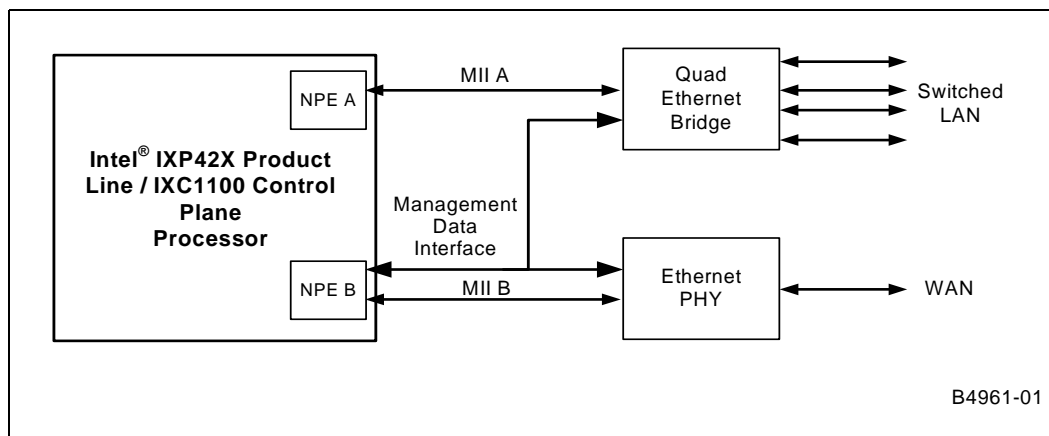 NPE A
Intel® IXP42X Product
Line / IXC1100 Control
Plane
Processor
NPE B
MII A
Management
Data
Interface
MII B
Quad
Ethernet
Bridge
Switched
LAN
Ethernet
PHY
WAN
B4961-01